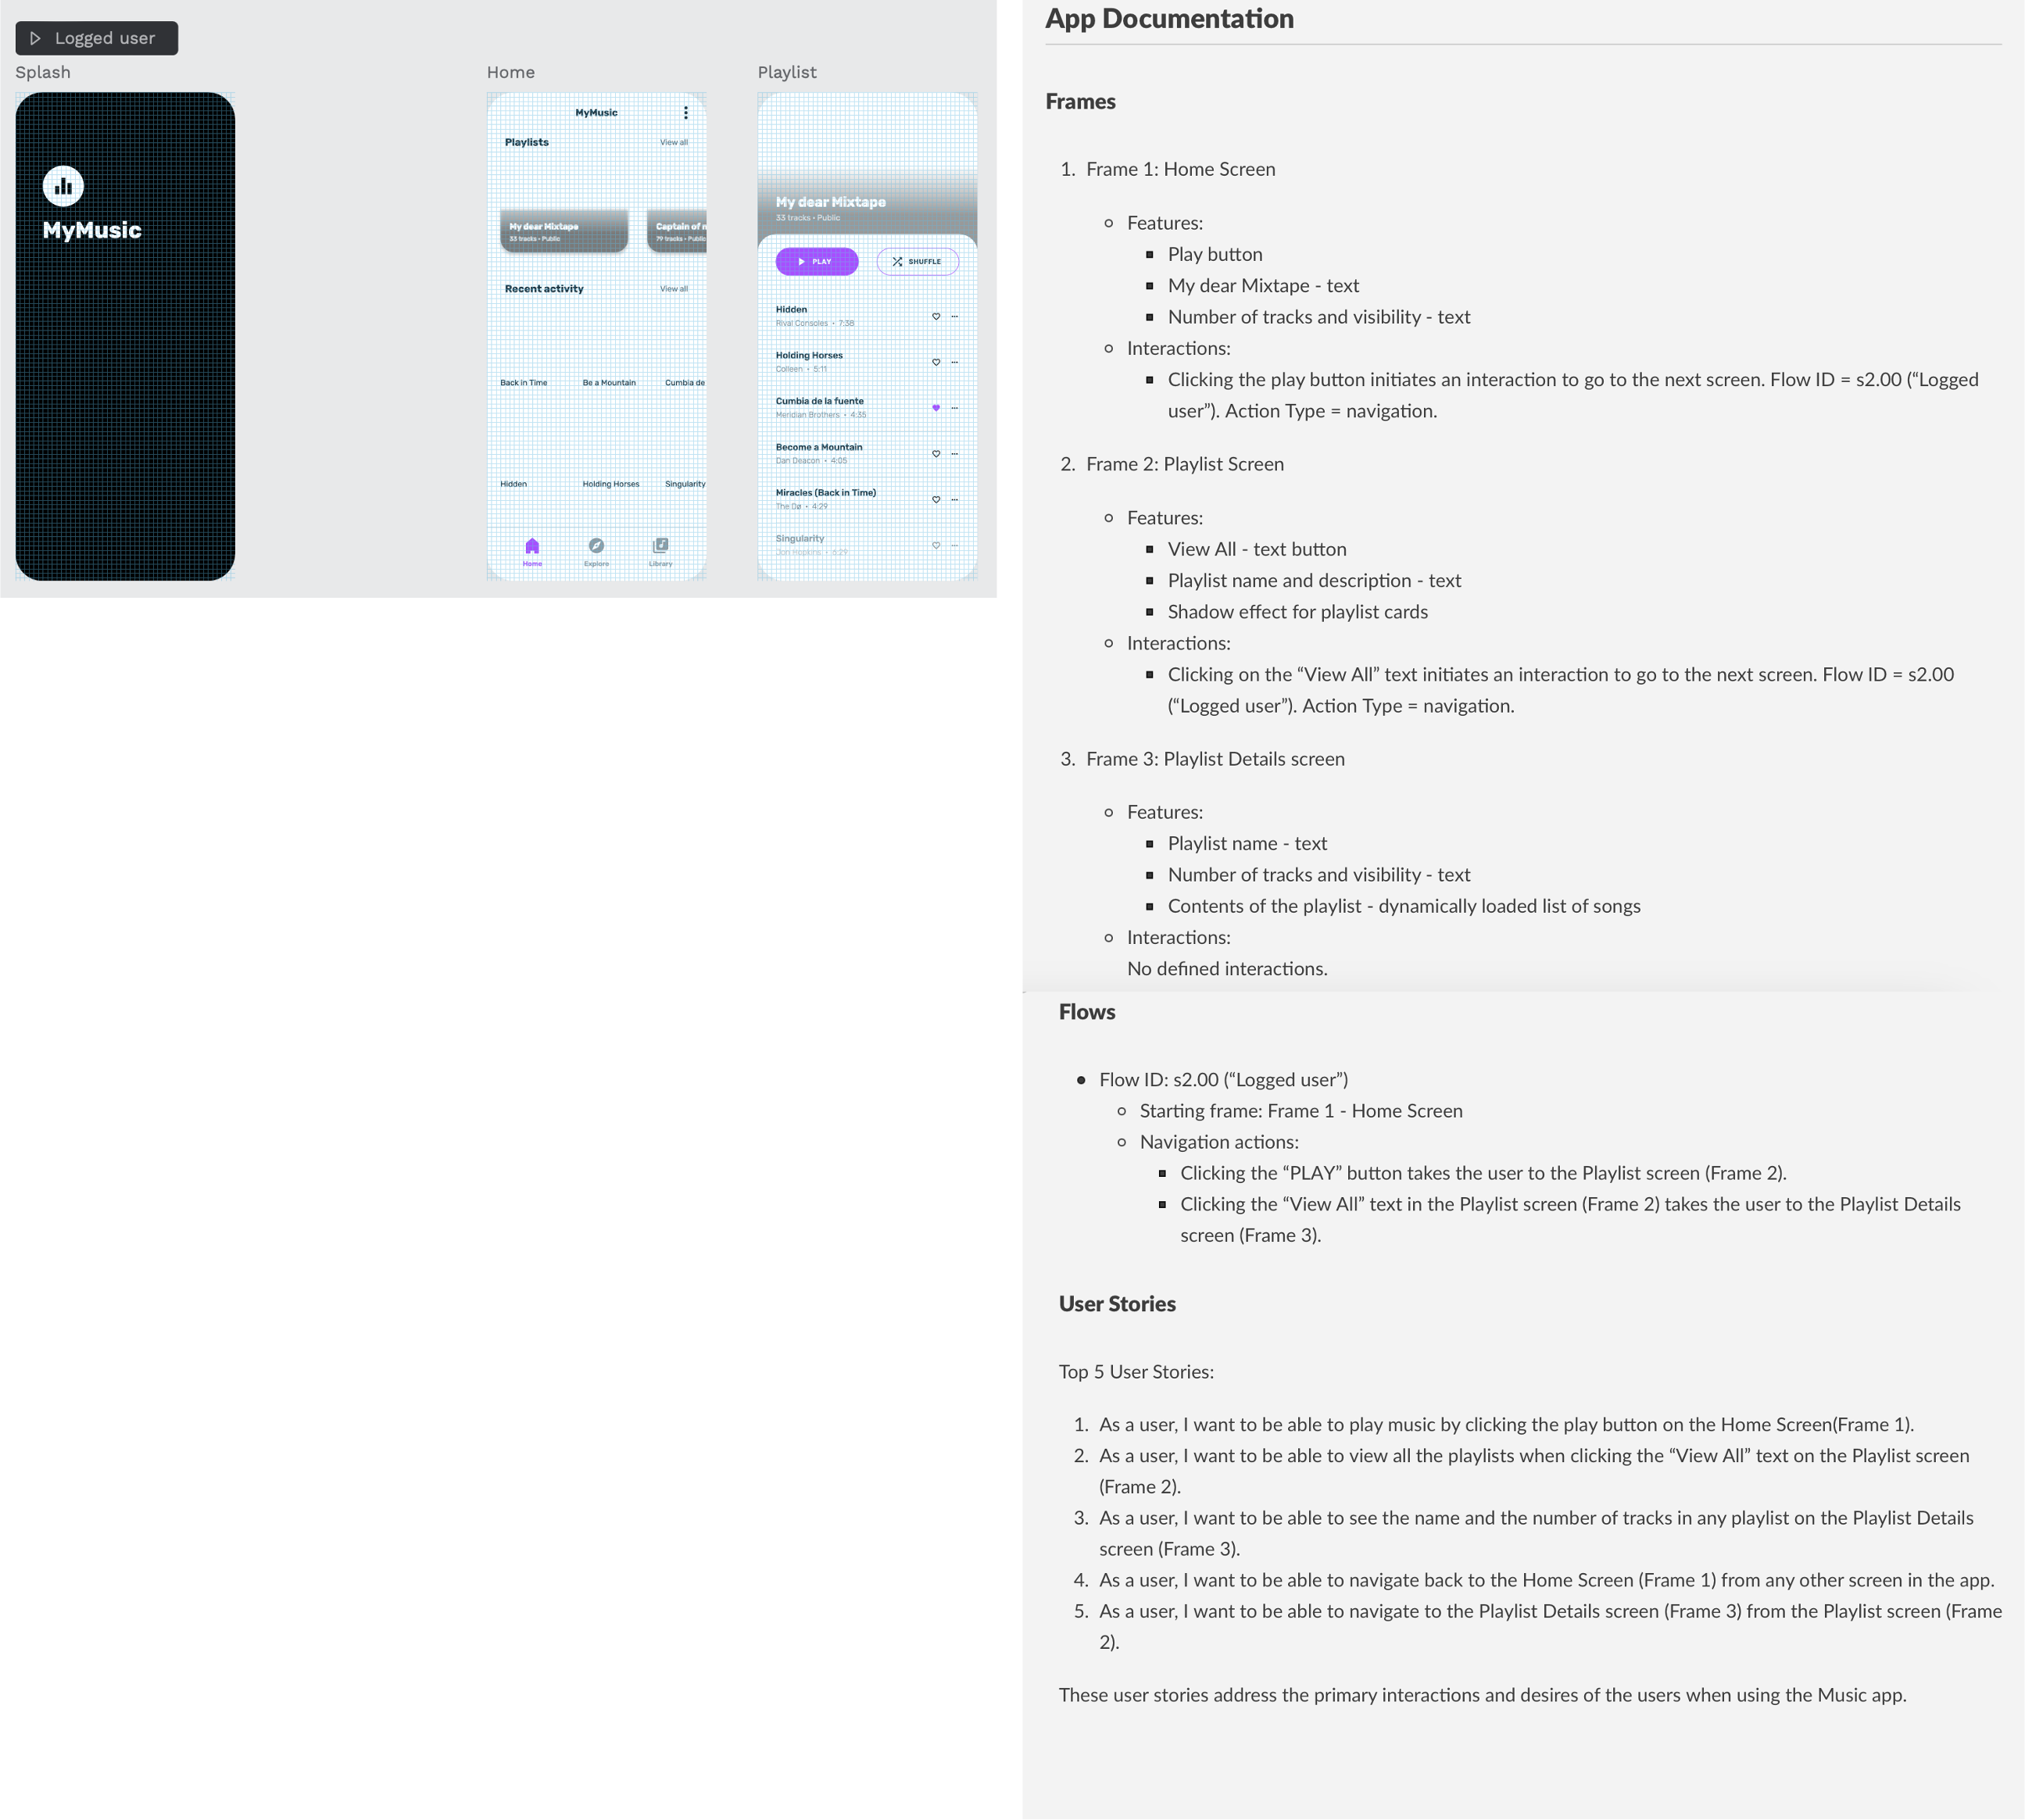 Logged user
Splash
MyMusic
Home
MyMusic
Playlists View all
My dear Mixtape
33 tracks • Public
Captain of n
79 tracks • Public
Recent activity View all
Back in Time Be a Mountain Cumbia de
Hidden Holding Horses Singularity
Home Explore Library
Playlist
My dear Mixtape
33 tracks • Public
PLAY SHUFFLE
Hidden
Rival Consoles • 7:38
Holding Horses
Colleen • 5:11
Cumbia de la fuente
Meridian Brothers • 4:35
Become a Mountain
Dan Deacon • 4:05
Miracles (Back in Time)
The Dø • 4:29
Singularity
Jon Hopkins • 6:29
App Documentation
Frames
1. Frame 1: Home Screen
Features:
Play button
My dear Mixtape - text
Number of tracks and visibility - text
Interactions:
Clicking the play button initiates an interaction to go to the next screen. Flow ID = s2.00 (“Logged
user”). Action Type = navigation.
2. Frame 2: Playlist Screen
Features:
View All - text button
Playlist name and description - text
Shadow effect for playlist cards
Interactions:
Clicking on the “View All” text initiates an interaction to go to the next screen. Flow ID = s2.00
(“Logged user”). Action Type = navigation.
3. Frame 3: Playlist Details screen
Features:
Playlist name - text
Number of tracks and visibility - text
Contents of the playlist - dynamically loaded list of songs
Interactions:
No defined interactions.
Flows
Flow ID: s2.00 (“Logged user”)
Starting frame: Frame 1 - Home Screen
Navigation actions:
Clicking the “PLAY” button takes the user to the Playlist screen (Frame 2).
Clicking the “View All” text in the Playlist screen (Frame 2) takes the user to the Playlist Details
screen (Frame 3).
User Stories
Top 5 User Stories:
1. As a user, I want to be able to play music by clicking the play button on the Home Screen(Frame 1).
2. As a user, I want to be able to view all the playlists when clicking the “View All” text on the Playlist screen
(Frame 2).
3. As a user, I want to be able to see the name and the number of tracks in any playlist on the Playlist Details
screen (Frame 3).
4. As a user, I want to be able to navigate back to the Home Screen (Frame 1) from any other screen in the app.
5. As a user, I want to be able to navigate to the Playlist Details screen (Frame 3) from the Playlist screen (Frame
2).
These user stories address the primary interactions and desires of the users when using the Music app.